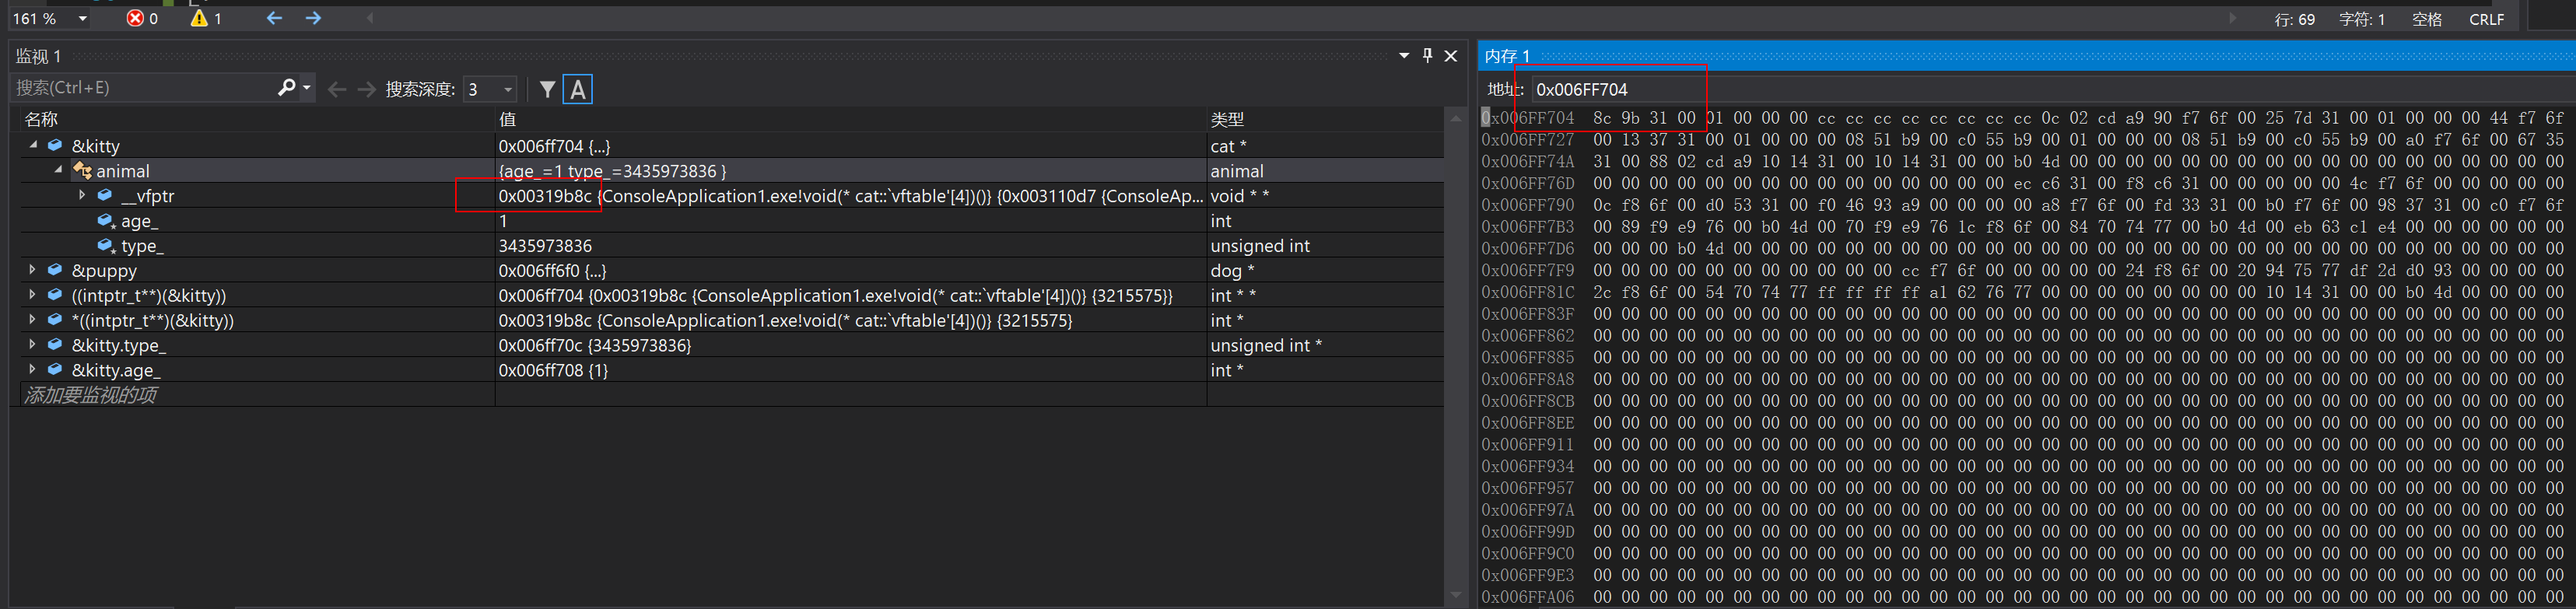 161 % 0 1 行: 69 字符: 1 空格 CRLF
监视 1
搜索(Ctrl+E) 搜索深度: 3 A
名称 值 类型
&kitty 0x006ff704 {...} cat *
animal {age_=1 type_=3435973836 } animal
__vfptr 0x00319b8c {ConsoleApplication1.exe!void(* cat::`vftable'[4])()} {0x003110d7 {ConsoleAp... void * *
age_ 1 int
type_ 3435973836 unsigned int
&puppy 0x006ff6f0 {...} dog *
((intptr_t**)(&kitty)) 0x006ff704 {0x00319b8c {ConsoleApplication1.exe!void(* cat::`vftable'[4])()} {3215575}} int * *
*((intptr_t**)(&kitty)) 0x00319b8c {ConsoleApplication1.exe!void(* cat::`vftable'[4])()} {3215575} int *
&kitty.type_ 0x006ff70c {3435973836} unsigned int *
&kitty.age_ 0x006ff708 {1} int *
添加要监视的项
内存 1
地址: 0x006FF704
0x006FF704 8c 9b 31 00 01 00 00 00 cc cc cc cc cc cc cc cc 0c 02 cd a9 90 f7 6f 00 25 7d 31 00 01 00 00 00 44 f7 6f
0x006FF727 00 13 37 31 00 01 00 00 00 08 51 b9 00 c0 55 b9 00 01 00 00 00 08 51 b9 00 c0 55 b9 00 a0 f7 6f 00 67 35
0x006FF74A 31 00 88 02 cd a9 10 14 31 00 10 14 31 00 00 b0 4d 00 00 00 00 00 00 00 00 00 00 00 00 00 00 00 00 00 00
0x006FF76D 00 00 00 00 00 00 00 00 00 00 00 00 00 00 00 ec c6 31 00 f8 c6 31 00 00 00 00 00 4c f7 6f 00 00 00 00 00
0x006FF790 0c cf f8 6f 00 d0 53 31 00 f0 46 93 a9 00 00 00 00 a8 f7 6f 00 fd 33 31 00 b0 f7 6f 00 98 37 31 00 c0 f7 6f
0x006FF7B3 00 89 f9 e9 76 00 b0 4d 00 70 f9 e9 76 1c f8 6f 00 84 70 74 77 00 b0 4d 00 eb 63 c1 e4 00 00 00 00 00 00
0x006FF7D6 00 00 00 b0 4d 00 00 00 00 00 00 00 00 00 00 00 00 00 00 00 00 00 00 00 00 00 00 00 00 00 00 00 00 00 00
0x006FF7F9 00 00 00 00 00 00 00 00 00 00 00 cc f7 6f 00 00 00 00 00 24 f8 6f 00 20 94 75 77 df 2d d0 93 00 00 00 00
0x006FF81C 2c f8 6f 00 54 70 74 77 ff ff ff ff a1 62 76 77 00 00 00 00 00 00 00 00 10 14 31 00 00 b0 4d 00 00 00 00
0x006FF83F 00 00 00 00 00 00 00 00 00 00 00 00 00 00 00 00 00 00 00 00 00 00 00 00 00 00 00 00 00 00 00 00 00 00 00
0x006FF862 00 00 00 00 00 00 00 00 00 00 00 00 00 00 00 00 00 00 00 00 00 00 00 00 00 00 00 00 00 00 00 00 00 00 00
0x006FF885 00 00 00 00 00 00 00 00 00 00 00 00 00 00 00 00 00 00 00 00 00 00 00 00 00 00 00 00 00 00 00 00 00 00 00
0x006FF8A8 00 00 00 00 00 00 00 00 00 00 00 00 00 00 00 00 00 00 00 00 00 00 00 00 00 00 00 00 00 00 00 00 00 00 00
0x006FF8CB 00 00 00 00 00 00 00 00 00 00 00 00 00 00 00 00 00 00 00 00 00 00 00 00 00 00 00 00 00 00 00 00 00 00 00
0x006FF8EE 00 00 00 00 00 00 00 00 00 00 00 00 00 00 00 00 00 00 00 00 00 00 00 00 00 00 00 00 00 00 00 00 00 00 00
0x006FF911 00 00 00 00 00 00 00 00 00 00 00 00 00 00 00 00 00 00 00 00 00 00 00 00 00 00 00 00 00 00 00 00 00 00 00
0x006FF934 00 00 00 00 00 00 00 00 00 00 00 00 00 00 00 00 00 00 00 00 00 00 00 00 00 00 00 00 00 00 00 00 00 00 00
0x006FF957 00 00 00 00 00 00 00 00 00 00 00 00 00 00 00 00 00 00 00 00 00 00 00 00 00 00 00 00 00 00 00 00 00 00 00
0x006FF97A 00 00 00 00 00 00 00 00 00 00 00 00 00 00 00 00 00 00 00 00 00 00 00 00 00 00 00 00 00 00 00 00 00 00 00
0x006FF99D 00 00 00 00 00 00 00 00 00 00 00 00 00 00 00 00 00 00 00 00 00 00 00 00 00 00 00 00 00 00 00 00 00 00 00
0x006FF9C0 00 00 00 00 00 00 00 00 00 00 00 00 00 00 00 00 00 00 00 00 00 00 00 00 00 00 00 00 00 00 00 00 00 00 00
0x006FF9E3 00 00 00 00 00 00 00 00 00 00 00 00 00 00 00 00 00 00 00 00 00 00 00 00 00 00 00 00 00 00 00 00 00 00 00
0x006FFA06 00 00 00 00 00 00 00 00 00 00 00 00 00 00 00 00 00 00 00 00 00 00 00 00 00 00 00 00 00 00 00 00 00 00 00